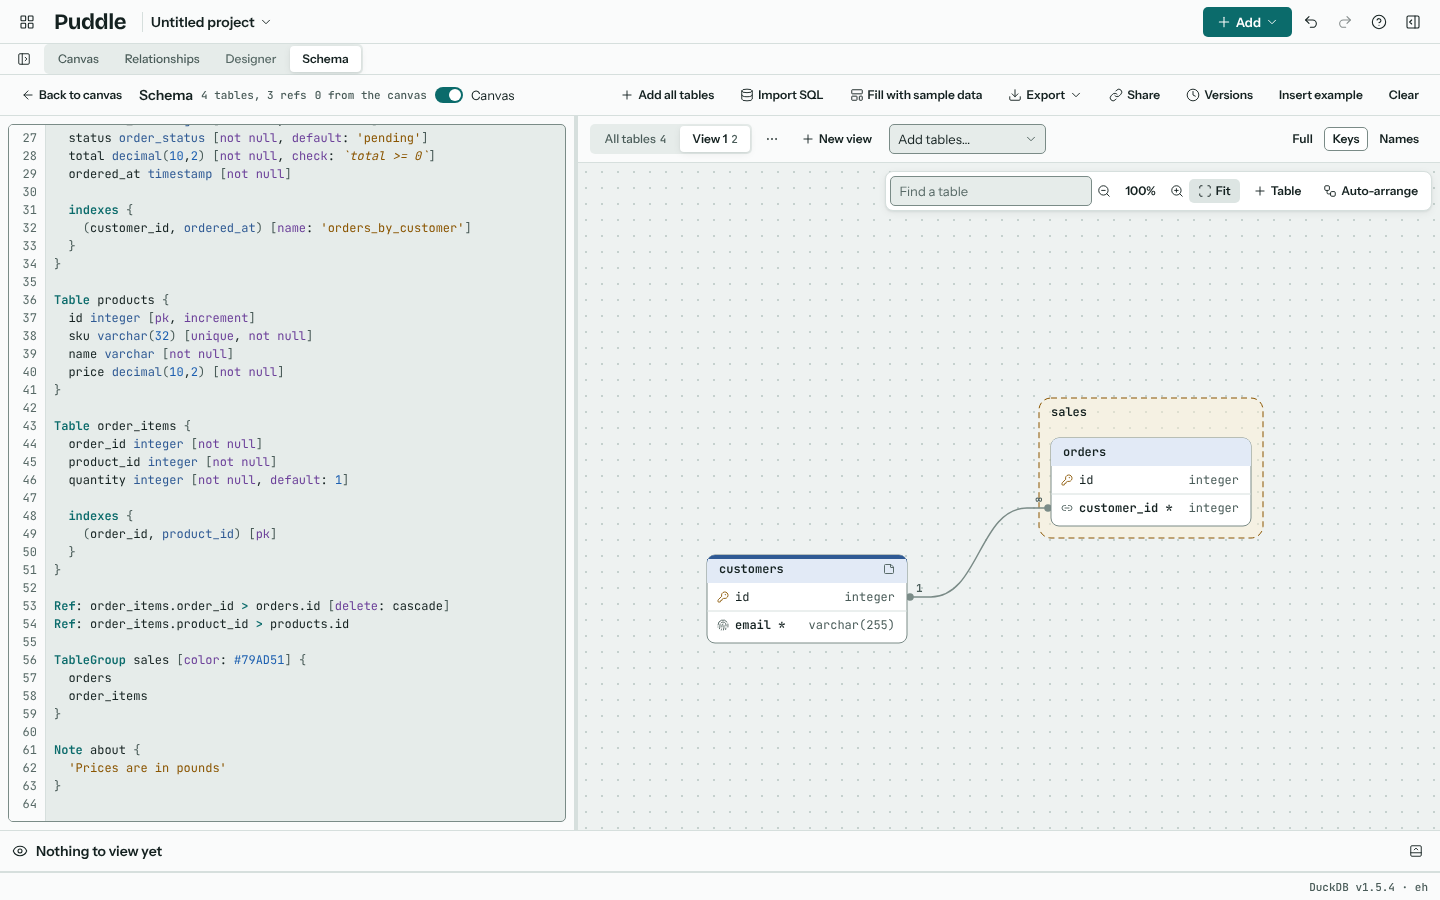 Puddle
Untitled project
Add
Canvas
Relationships
Designer
Schema
Back to canvas
Schema
4 tables, 3 refs 0 from the canvas
Canvas
Add all tables
Import SQL
Fill with sample data
Export
Share
Versions
Insert example
Clear
27 status order_status [not null, default: 'pending']
28 total decimal(10,2) [not null, check: `total >= 0`]
29 ordered_at timestamp [not null]
30
31 indexes {
32 (customer_id, ordered_at) [name: 'orders_by_customer']
33 }
34 }
35
36 Table products {
37 id integer [pk, increment]
38 sku varchar(32) [unique, not null]
39 name varchar [not null]
40 price decimal(10,2) [not null]
41 }
42
43 Table order_items {
44 order_id integer [not null]
45 product_id integer [not null]
46 quantity integer [not null, default: 1]
47
48 indexes {
49 (order_id, product_id) [pk]
50 }
51 }
52
53 Ref: order_items.order_id > orders.id [delete: cascade]
54 Ref: order_items.product_id > products.id
55
56 TableGroup sales [color: #79AD51] {
57 orders
58 order_items
59 }
60
61 Note about {
62 'Prices are in pounds'
63 }
64
All tables 4
View 1 2
New view
Add tables...
Full
Keys
Names
Find a table
100%
Fit
Table
Auto-arrange
sales
orders
id integer
customer_id * integer
∞
customers
id integer
email * varchar(255)
1
Nothing to view yet
DuckDB v1.5.4 · eh